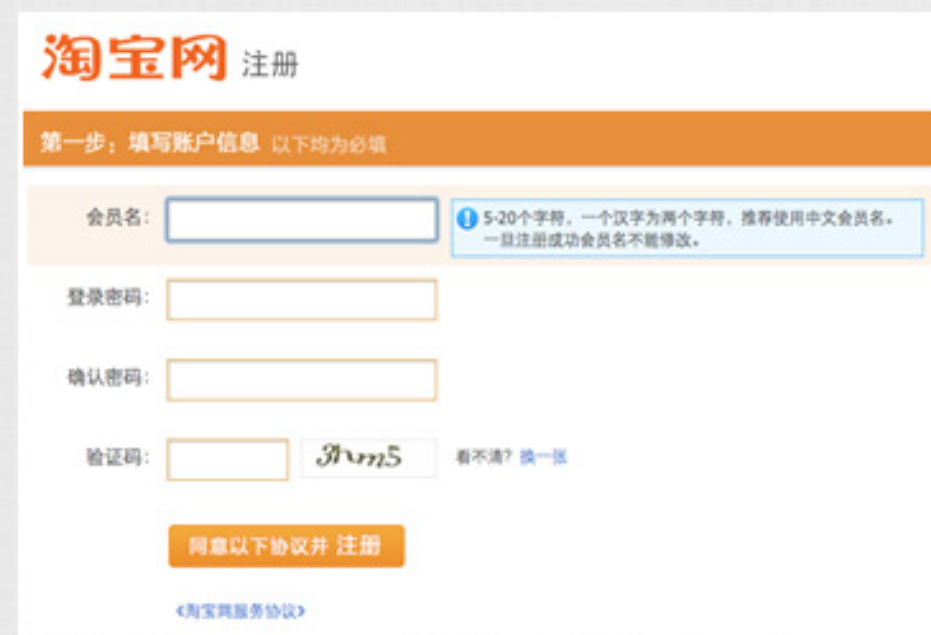 淘宝网 注册
第一步：填写账户信息 以下均为必填
会员名：
5-20个字符，一个汉字为两个字符，推荐使用中文会员名。
一旦注册成功会员名不能修改。
登录密码：
确认密码：
验证码： 3hm5 看不清？ 换一张
同意以下协议并 注册
《淘宝网服务协议》